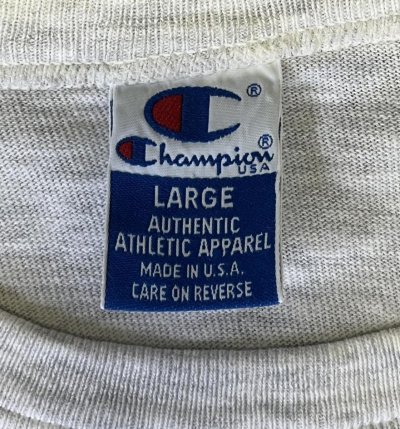 C®
Champion®
USA
LARGE
AUTHENTIC
ATHLETIC APPAREL
MADE IN U.S.A.
CARE ON REVERSE